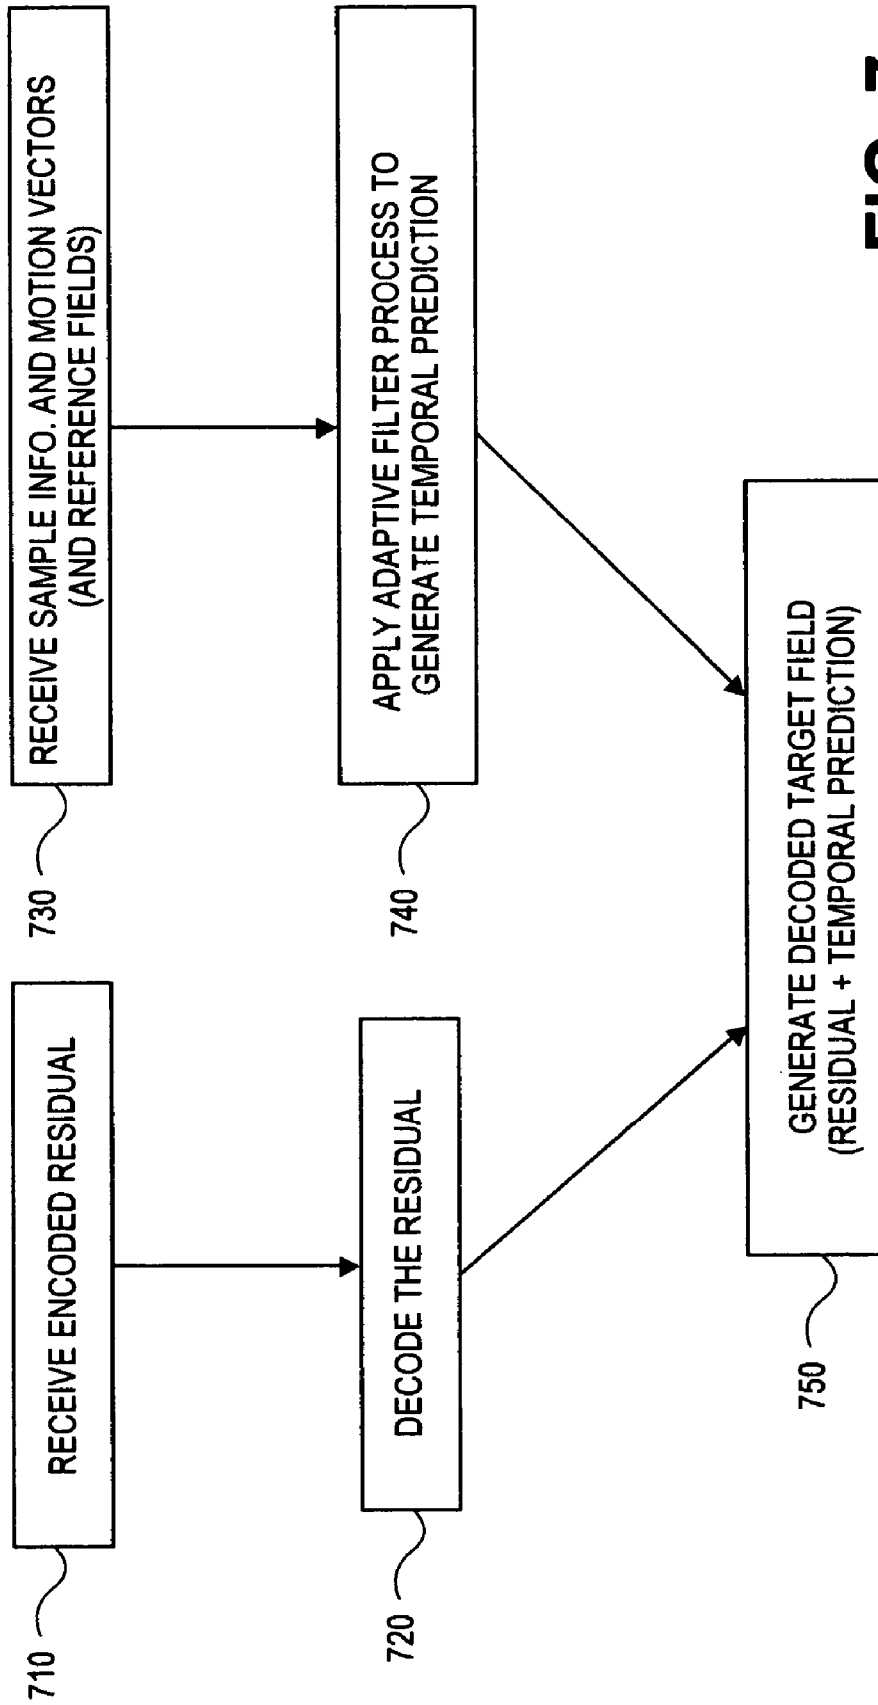 710
RECEIVE ENCODED RESIDUAL
720
DECODE THE RESIDUAL
730
RECEIVE SAMPLE INFO. AND MOTION VECTORS
(AND REFERENCE FIELDS)
740
APPLY ADAPTIVE FILTER PROCESS TO
GENERATE TEMPORAL PREDICTION
750
GENERATE DECODED TARGET FIELD
(RESIDUAL + TEMPORAL PREDICTION)